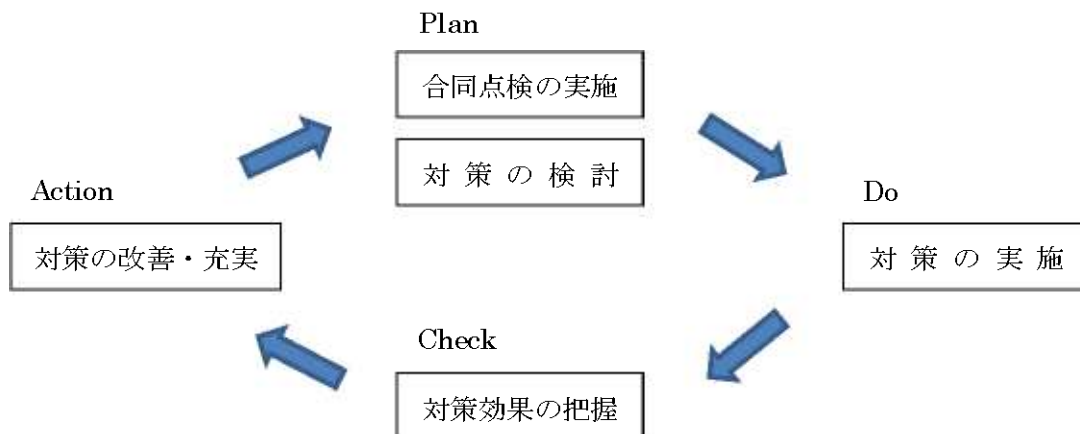 Plan
合同点検の実施
対策の検討
Action
対策の改善・充実
Do
対策の実施
Check
対策効果の把握